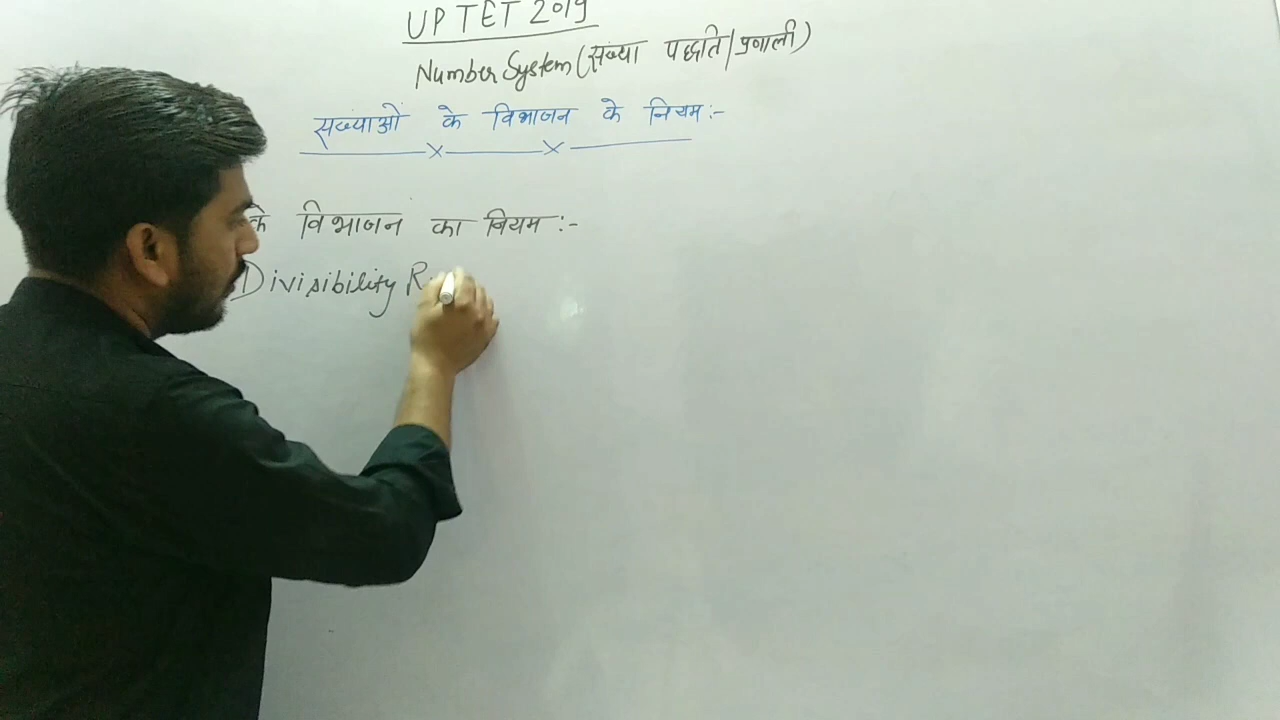 UPTET 2019
Number System (संख्या पद्धति/प्रणाली)
संख्याओं के विभाजन के नियम:-
के विभाजन का नियम:-
Divisibility R